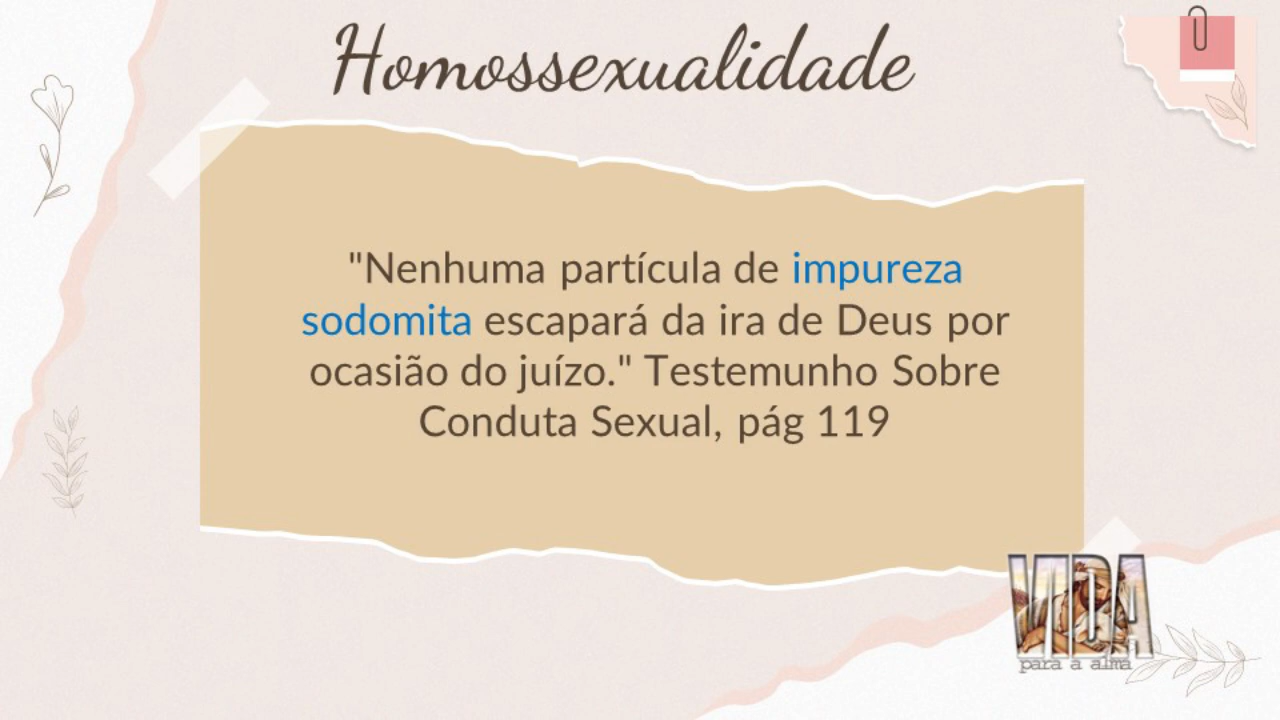 Homossexualidade
"Nenhuma partícula de impureza
sodomita escapará da ira de Deus por
ocasião do juízo." Testemunho Sobre
Conduta Sexual, pág 119
VIDA
para a alma